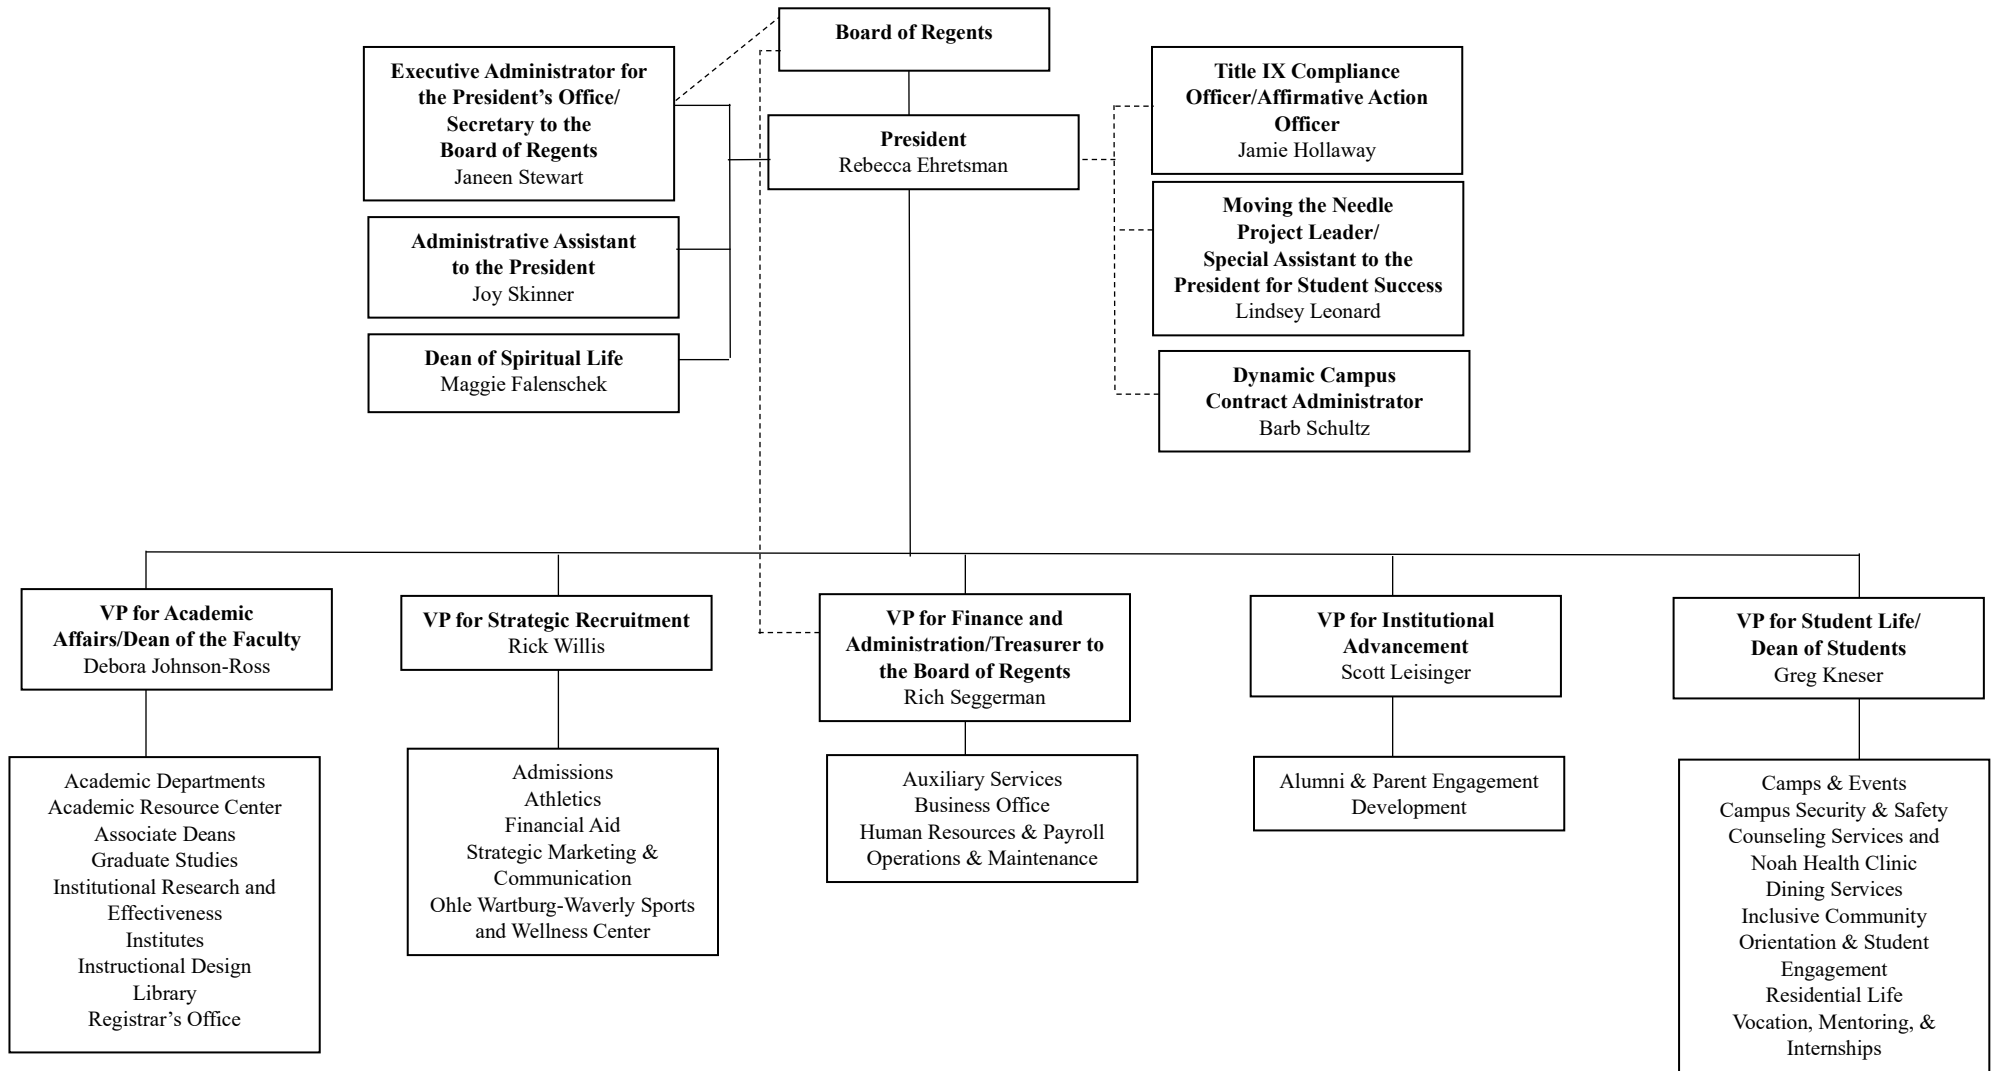 Board of Regents
Executive Administrator for
the President’s Office/
Secretary to the
Board of Regents
Janeen Stewart
Title IX Compliance
Officer/Affirmative Action
Officer
Jamie Hollaway
President
Rebecca Ehretsman
Administrative Assistant
to the President
Joy Skinner
Moving the Needle
Project Leader/
Special Assistant to the
President for Student Success
Lindsey Leonard
Dean of Spiritual Life
Maggie Falenschek
Dynamic Campus
Contract Administrator
Barb Schultz
VP for Academic
Affairs/Dean of the Faculty
Debora Johnson-Ross
VP for Strategic Recruitment
Rick Willis
VP for Finance and
Administration/Treasurer to
the Board of Regents
Rich Seggerman
VP for Institutional
Advancement
Scott Leisinger
VP for Student Life/
Dean of Students
Greg Kneser
Academic Departments
Academic Resource Center
Associate Deans
Graduate Studies
Institutional Research and
Effectiveness
Institutes
Instructional Design
Library
Registrar’s Office
Admissions
Athletics
Financial Aid
Strategic Marketing &
Communication
Ohle Wartburg-Waverly Sports
and Wellness Center
Auxiliary Services
Business Office
Human Resources & Payroll
Operations & Maintenance
Alumni & Parent Engagement
Development
Camps & Events
Campus Security & Safety
Counseling Services and
Noah Health Clinic
Dining Services
Inclusive Community
Orientation & Student
Engagement
Residential Life
Vocation, Mentoring, &
Internships